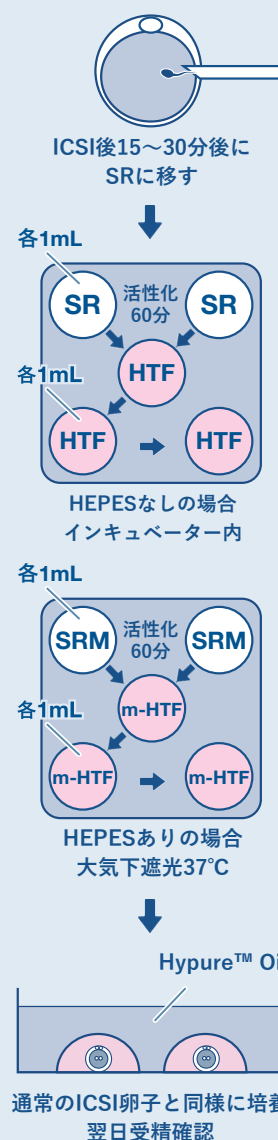 ICSI後15〜30分後に
SRに移す
各1mL
SR
活性化
60分
SR
各1mL
HTF
HTF
HTF
HEPESなしの場合
インキュベーター内
各1mL
SRM
活性化
60分
SRM
各1mL
m-HTF
m-HTF
m-HTF
HEPESありの場合
大気下遮光37℃
Hypure™ Oi
通常のICSI卵子と同様に培養
翌日受精確認